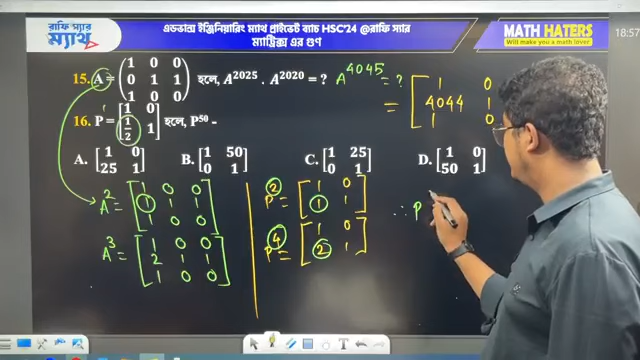 রাফি স্যার
ম্যাথ
এডভান্সড ইঞ্জিনিয়ারিং ম্যাথ প্রাইভেট ব্যাচ HSC'24 @রাফি স্যার
ম্যাট্রিক্স এর গুণ
MATH HATERS
Will make you a math lover!
18:57
15. A = (1 0 0; 0 1 1; 1 0 0) হলে, A^2025 . A^2020 = ? A^4045 = ?
= [1 0; 4044 1; 1 0
16. P = [1 0; 1/2 1] হলে, P^50 -
A. [1 0; 25 1] B. [1 50; 0 1] C. [1 25; 0 1] D. [1 0; 50 1]
A^2 = [1 0 0; 1 1 1; 1 0 0]
P^2 = [1 0; 1 1]
∴ P
A^3 = [1 0 0; 2 1 1; 1 0 0]
P^4 = [1 0; 2 1]